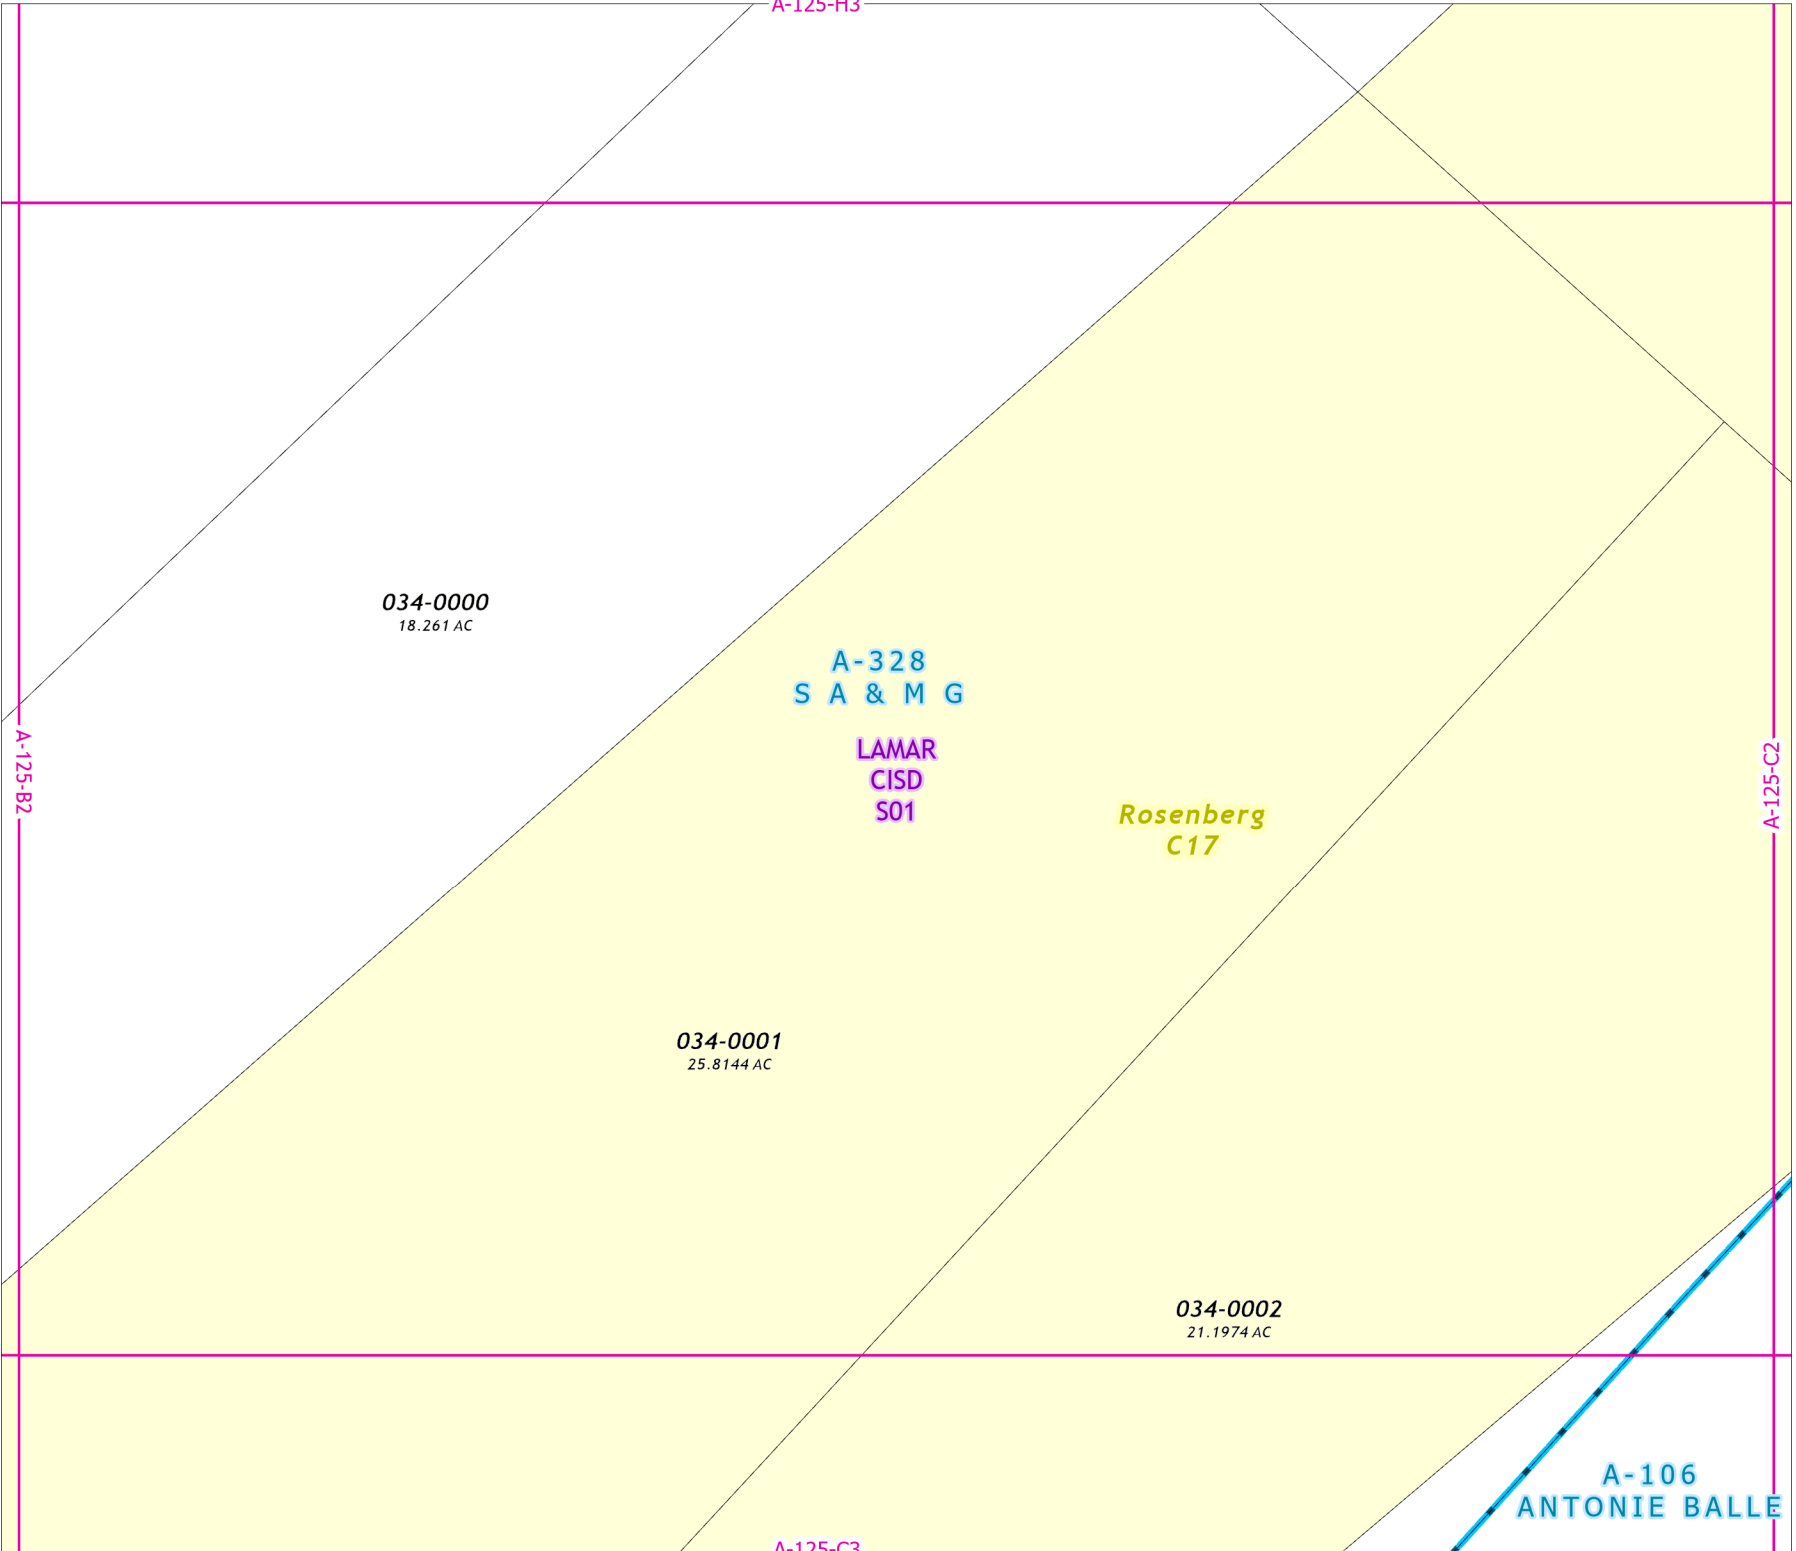 A-125-H3
034-0000
18.261 AC
A-328
S A & M G
LAMAR
CISD
S01
A-125-B2
A-125-C2
Rosenberg
C17
034-0001
25.8144 AC
034-0002
21.1974 AC
A-106
ANTONIE BALLE
A-125-C3